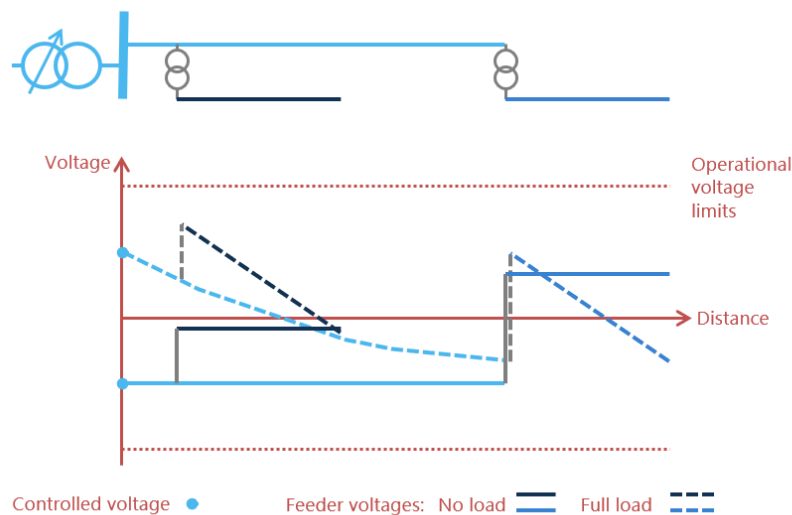 Voltage
Operational
voltage
limits
Distance
Controlled voltage
Feeder voltages: No load
Full load